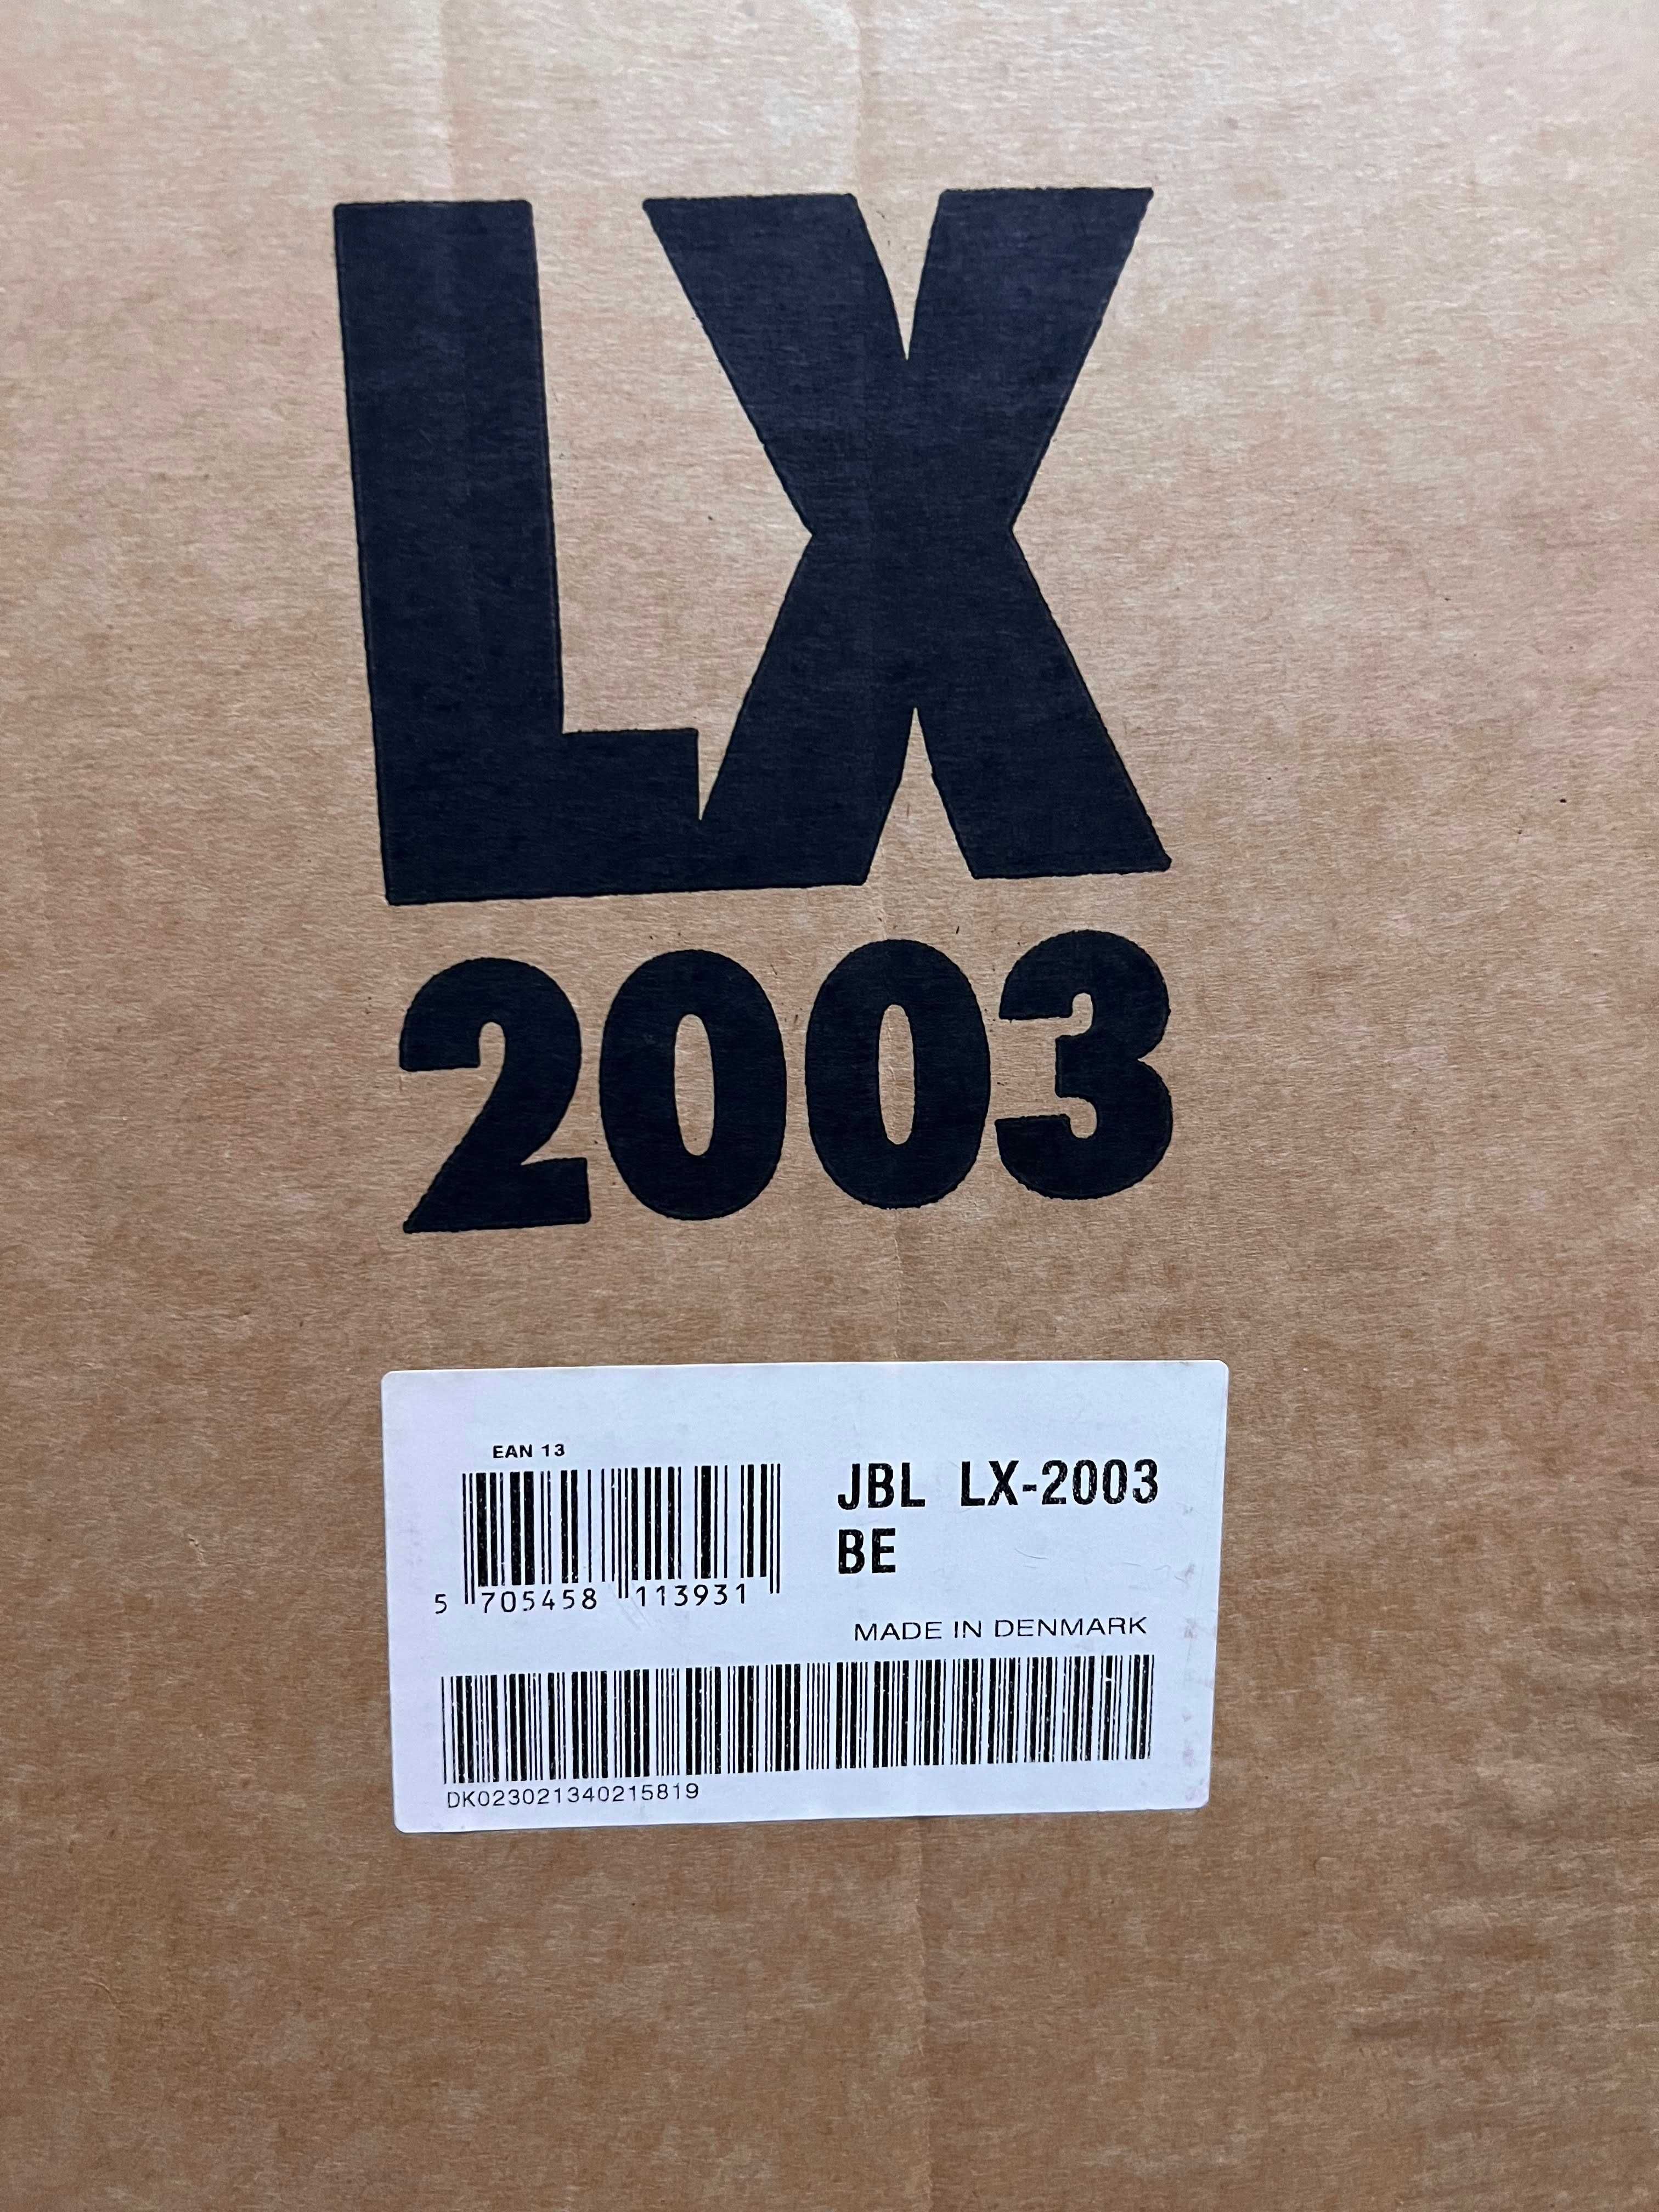 LX
2003
EAN 13
JBL LX-2003
BE
5 705458 113931
MADE IN DENMARK
DK023021340215819